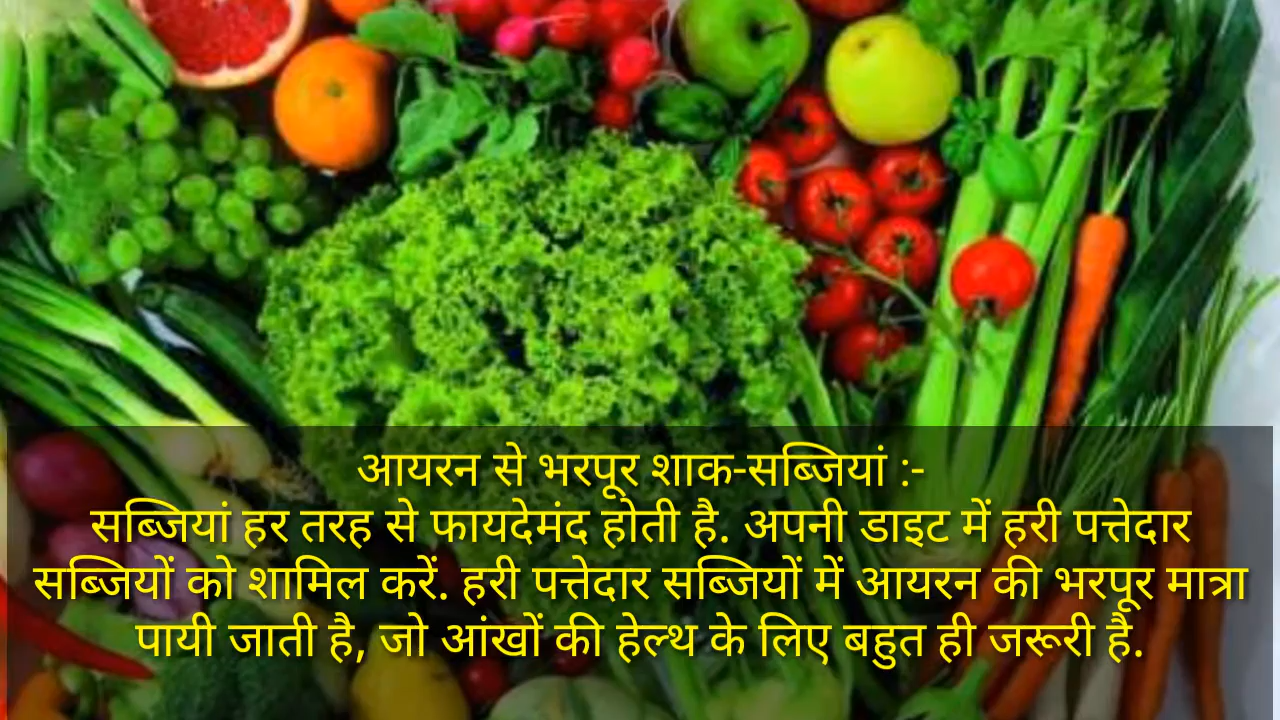 आयरन से भरपूर शाक-सब्जियां :-
सब्जियां हर तरह से फायदेमंद होती है. अपनी डाइट में हरी पत्तेदार
सब्जियों को शामिल करें. हरी पत्तेदार सब्जियों में आयरन की भरपूर मात्रा
पायी जाती है, जो आंखों की हेल्थ के लिए बहुत ही जरूरी है.